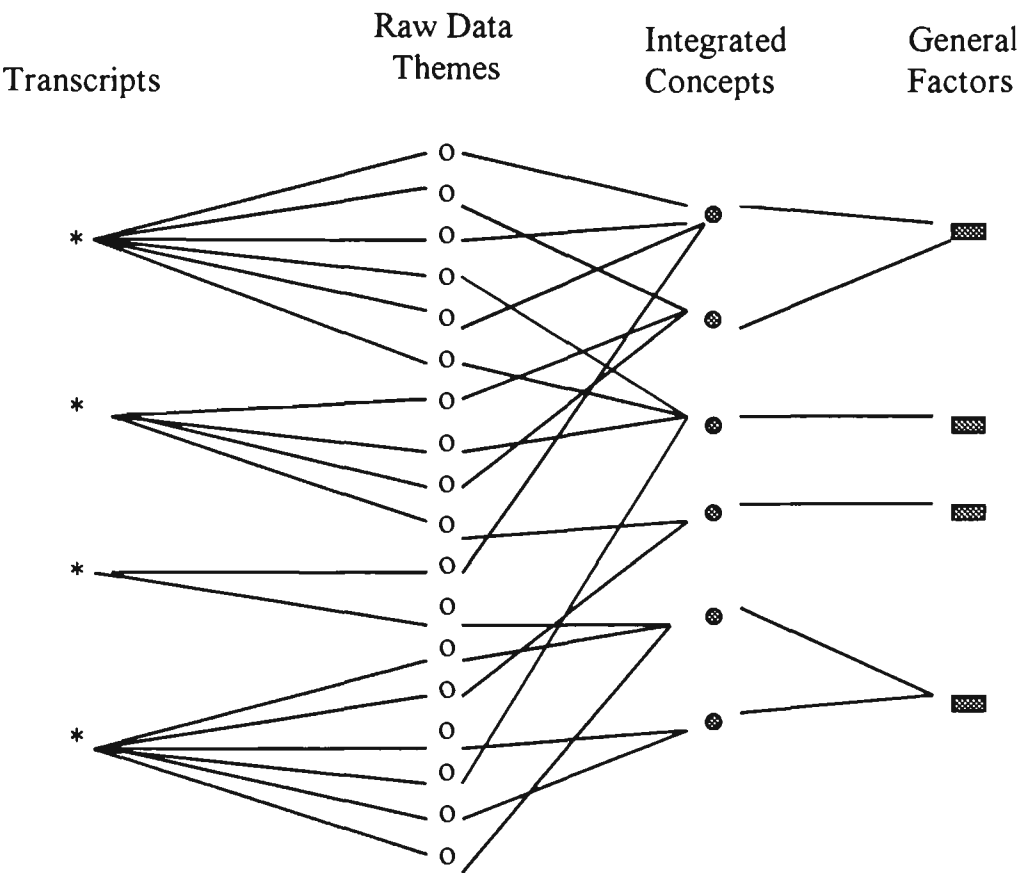 Transcripts
Raw Data
Themes
Integrated
Concepts
General
Factors